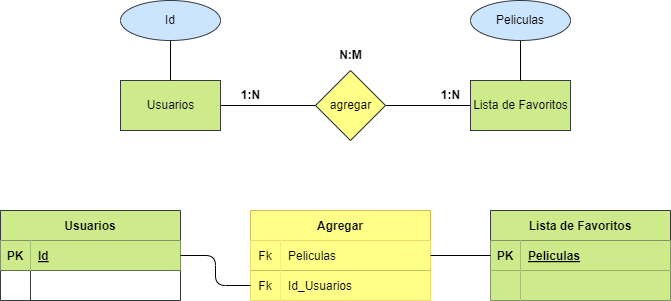 Id
Peliculas
N:M
Usuarios
1:N
agregar
1:N
Lista de Favoritos
Usuarios
PK Id
Agregar
Fk Peliculas
Fk Id_Usuarios
Lista de Favoritos
PK Peliculas